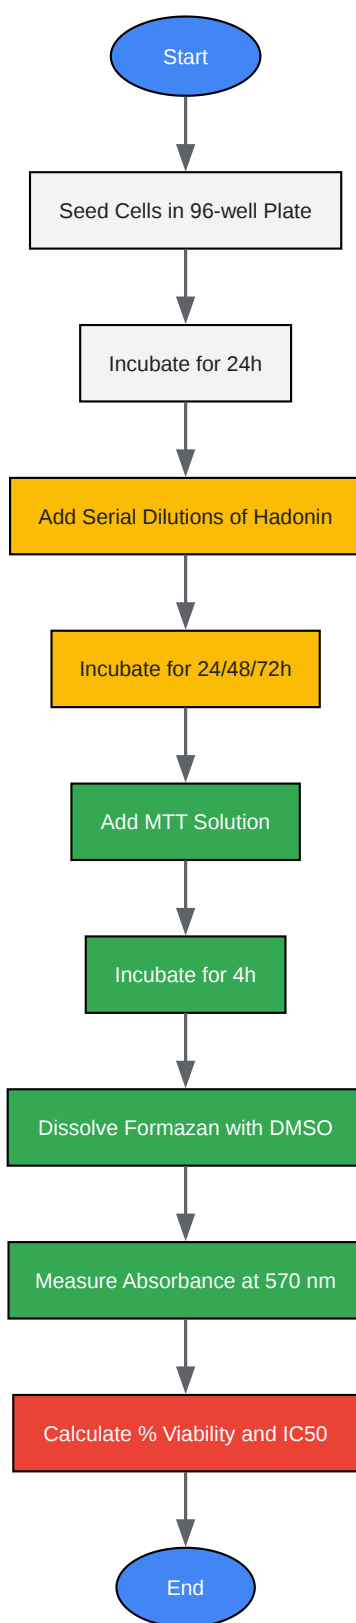 Start
Seed Cells in 96-well Plate
Incubate for 24h
Add Serial Dilutions of Hadonin
Incubate for 24/48/72h
Add MTT Solution
Incubate for 4h
Dissolve Formazan with DMSO
Measure Absorbance at 570 nm
Calculate % Viability and IC50
End